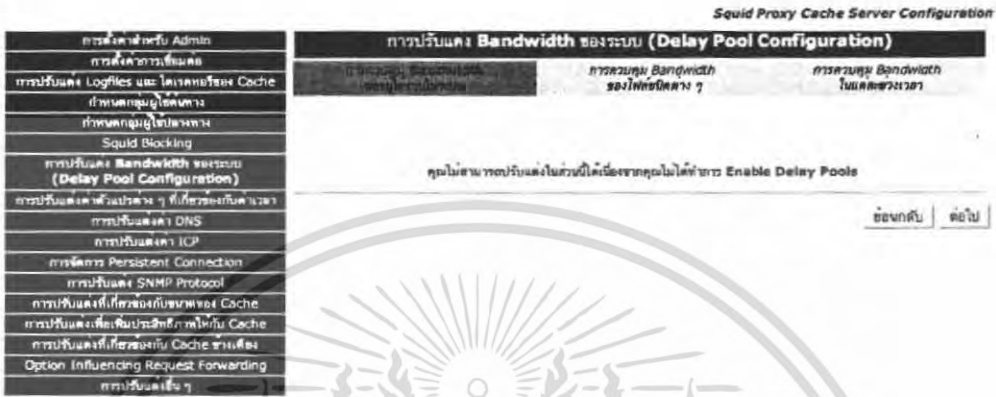 Squid Proxy Cache Server Configuration
การตั้งค่าสำหรับ Admin
การตั้งค่าการเชื่อมต่อ
การปรับแต่ง Logfiles และ ไดเรคทอรีของ Cache
กำหนดกลุ่มผู้ใช้ต้นทาง
กำหนดกลุ่มผู้ใช้ปลายทาง
Squid Blocking
การปรับแต่ง Bandwidth ของระบบ
(Delay Pool Configuration)
การปรับแต่งค่าตัวแปรต่าง ๆ ที่เกี่ยวข้องกับค่าเวลา
การปรับแต่งค่า DNS
การปรับแต่งค่า ICP
การจัดการ Persistent Connection
การปรับแต่ง SNMP Protocol
การปรับแต่งที่เกี่ยวข้องกับขนาดของ Cache
การปรับแต่งเพื่อเพิ่มประสิทธิภาพให้กับ Cache
การปรับแต่งที่เกี่ยวข้องกับ Cache ข้างเคียง
Option Influencing Request Forwarding
การปรับแต่งอื่น ๆ
การปรับแต่ง Bandwidth ของระบบ (Delay Pool Configuration)
การควบคุม Bandwidth
การควบคุม Bandwidth
ของไฟล์ชนิดต่าง ๆ
การควบคุม Bandwidth
ในแต่ละช่วงเวลา
คุณไม่สามารถปรับแต่งในส่วนนี้ได้เนื่องจากคุณไม่ได้ทำการ Enable Delay Pools
ย้อนกลับ
ต่อไป